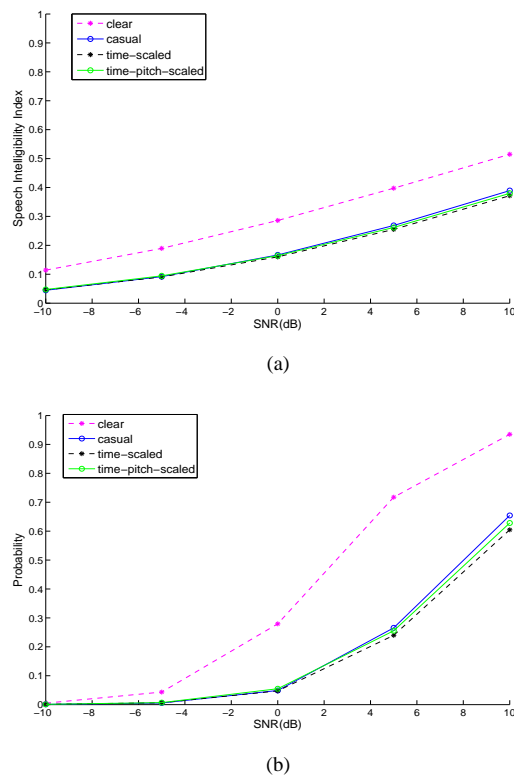 clear
casual
time−scaled
time−pitch−scaled
1
0.9
0.8
0.7
0.6
0.5
0.4
0.3
0.2
0.1
0
Speech Intelligibility Index
−10 −8 −6 −4 −2 0 2 4 6 8 10
SNR(dB)
(a)
clear
casual
time−scaled
time−pitch−scaled
1
0.9
0.8
0.7
0.6
0.5
0.4
0.3
0.2
0.1
0
Probability
−10 −8 −6 −4 −2 0 2 4 6 8 10
SNR(dB)
(b)